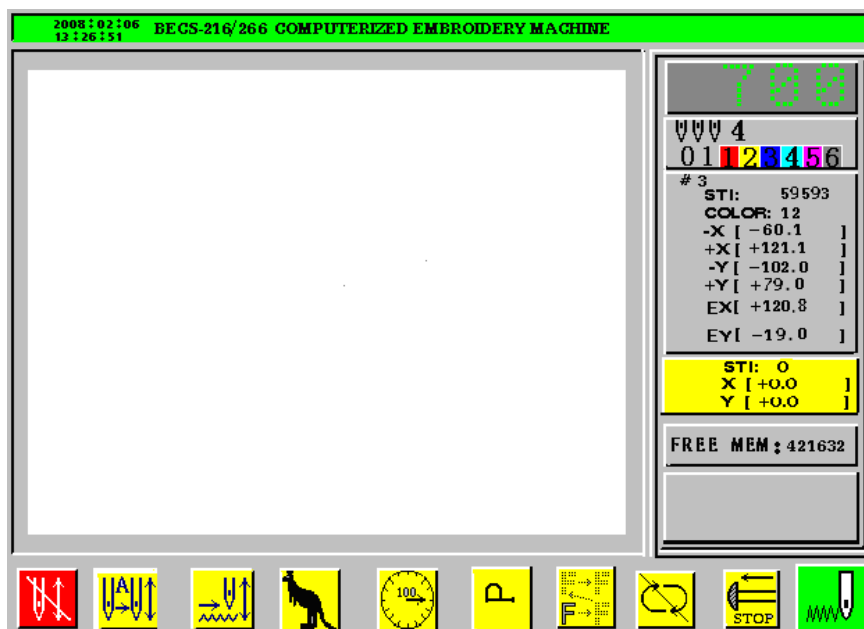 2008:02:06
13:26:51
BECS-216/266 COMPUTERIZED EMBROIDERY MACHINE
700
4
01 1 2 3 4 5 6
# 3
STI: 59593
COLOR: 12
-X [ -60.1 ]
+X [ +121.1 ]
-Y [ -102.0 ]
+Y [ +79.0 ]
EX[ +120.8 ]
EY[ -19.0 ]
STI: 0
X [ +0.0 ]
Y [ +0.0 ]
FREE MEM: 421632
A
100
P
F
STOP